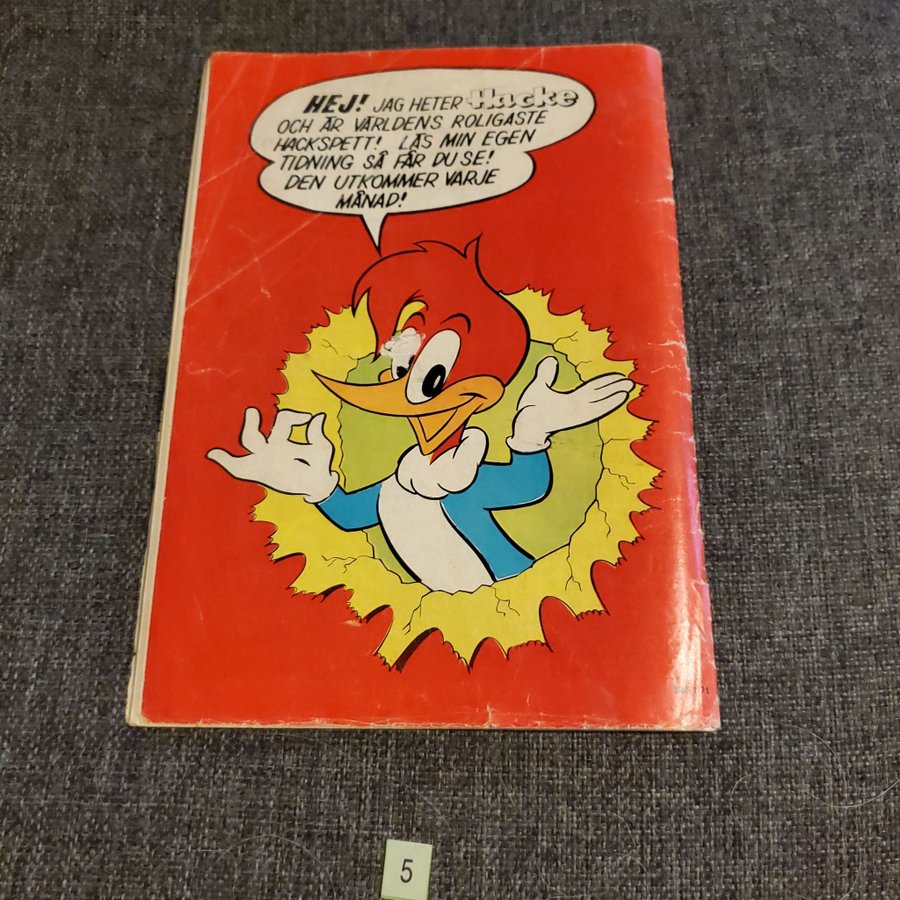 HEJ! JAG HETER Hacke
OCH ÄR VÄRLDENS ROLIGASTE
HACKSPETT! LÄS MIN EGEN
TIDNING SÅ FÅR DU SE!
DEN UTKOMMER VARJE
MÅNAD!
5